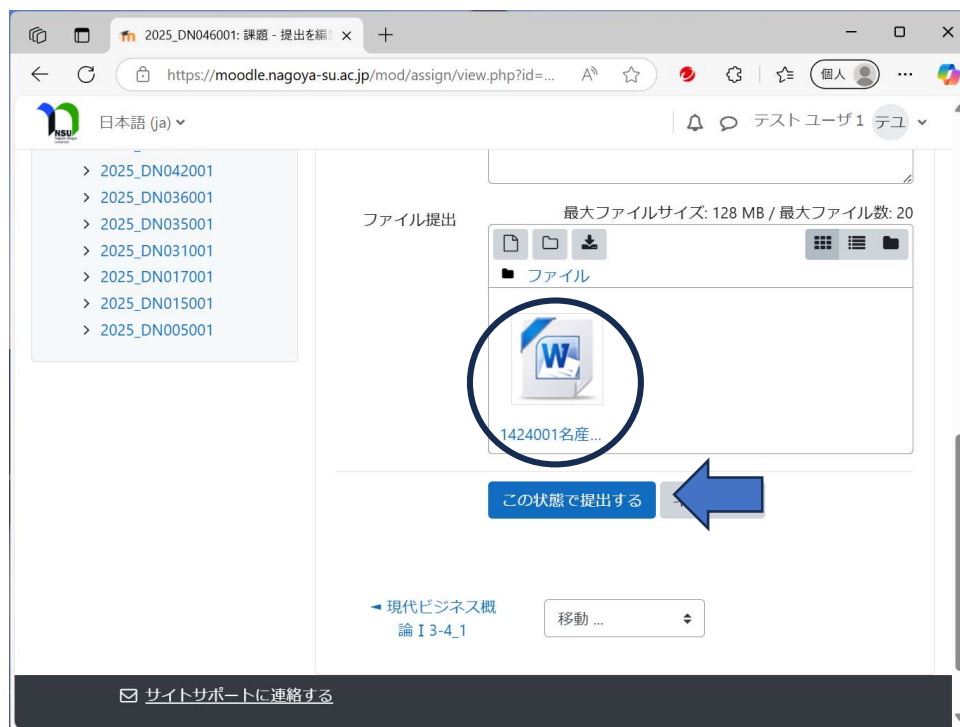 2025_DN046001: 課題 - 提出を編
https://moodle.nagoya-su.ac.jp/mod/assign/view.php?id=...
個人
NSU
日本語 (ja)
テスト ユーザ 1 テユ
2025_DN042001
2025_DN036001
2025_DN035001
2025_DN031001
2025_DN017001
2025_DN015001
2025_DN005001
ファイル提出
最大ファイルサイズ: 128 MB / 最大ファイル数: 20
ファイル
W
1424001名産...
この状態で提出する
◄ 現代ビジネス概
論 I 3-4_1
移動 ...
サイトサポートに連絡する